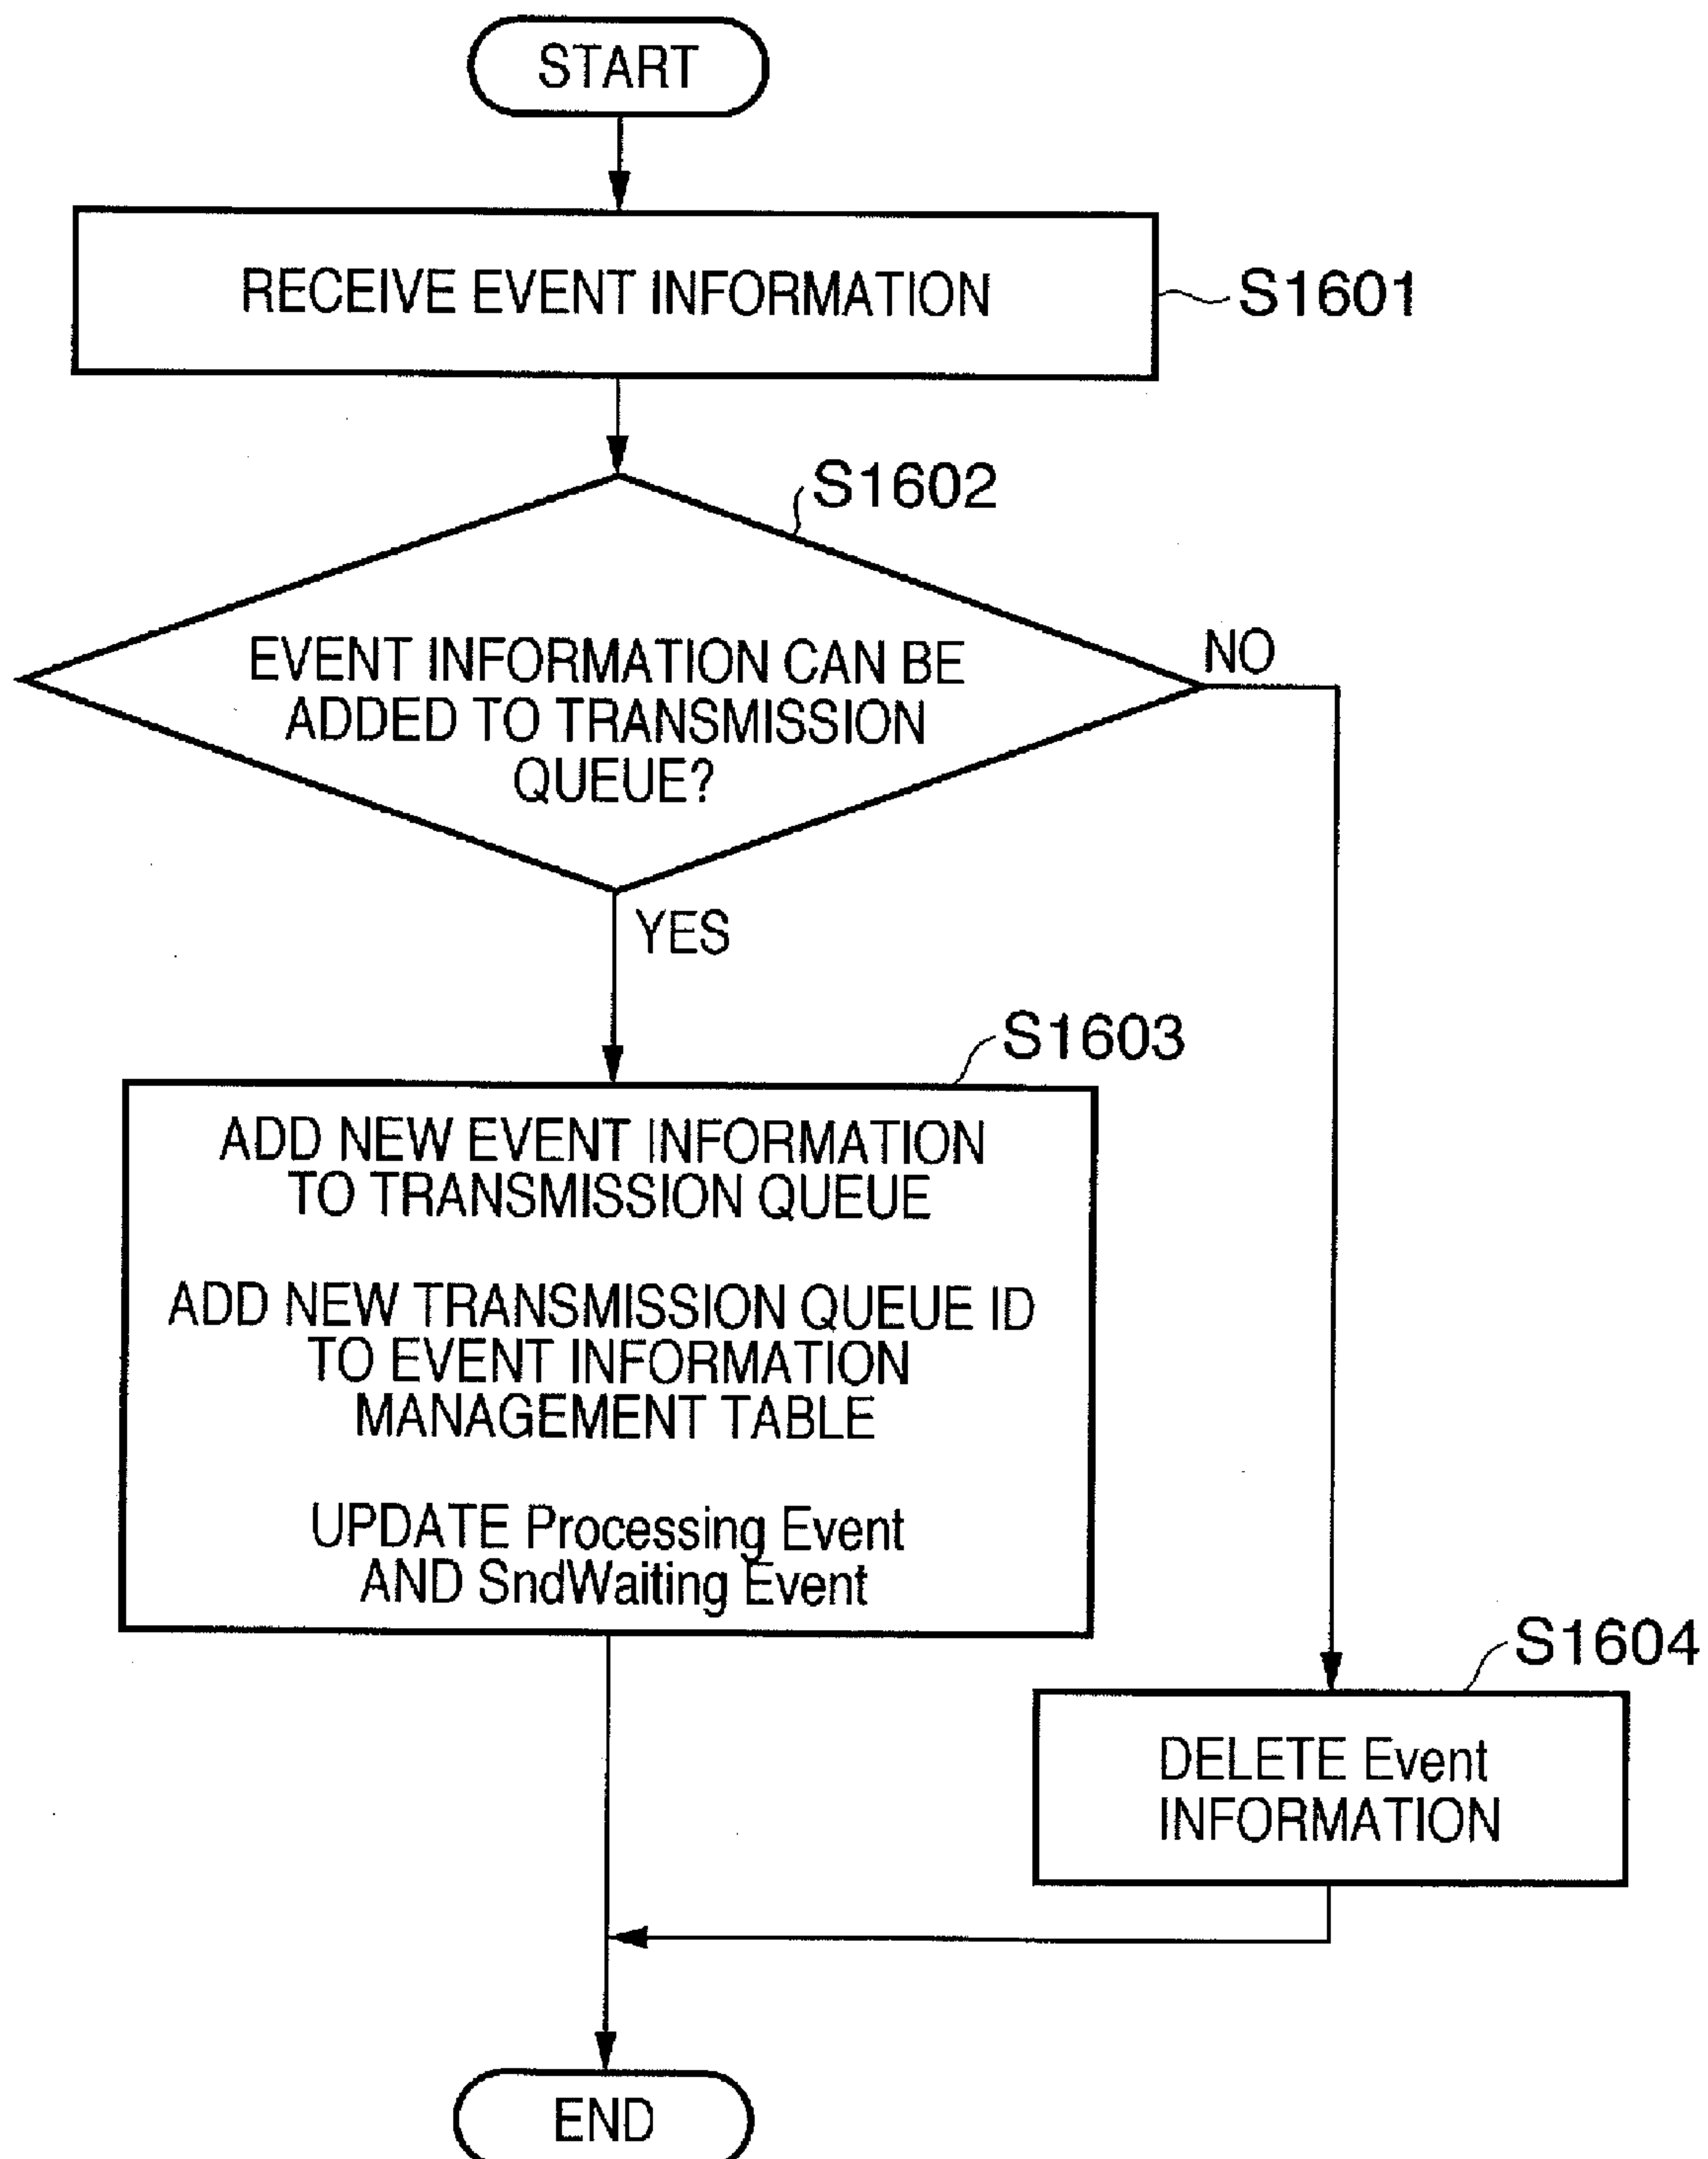 START
RECEIVE EVENT INFORMATION
S1601
S1602
EVENT INFORMATION CAN BE
ADDED TO TRANSMISSION
QUEUE?
NO
YES
S1603
ADD NEW EVENT INFORMATION
TO TRANSMISSION QUEUE
ADD NEW TRANSMISSION QUEUE ID
TO EVENT INFORMATION
MANAGEMENT TABLE
UPDATE Processing Event
AND SndWaiting Event
S1604
DELETE Event
INFORMATION
END